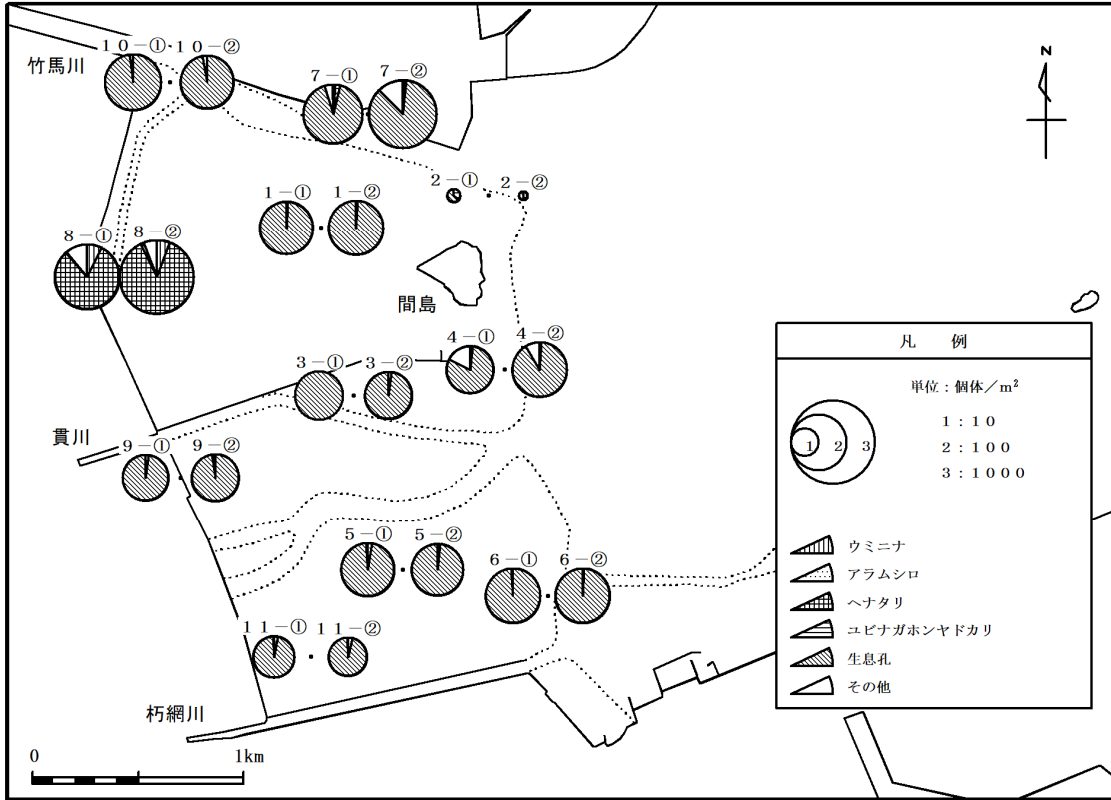 １０－① １０－②
竹馬川
７－① ７－②
N
２－① ２－②
１－① １－②
８－① ８－②
間島
４－① ４－②
３－① ３－②
貫川
９－① ９－②
５－① ５－②
６－① ６－②
１１－① １１－②
朽網川
0 1km
凡 例
単位：個体／m²
1 2 3
１：１０
２：１００
３：１０００
ウミニナ
アラムシロ
ヘナタリ
ユビナガホンヤドカリ
生息孔
その他